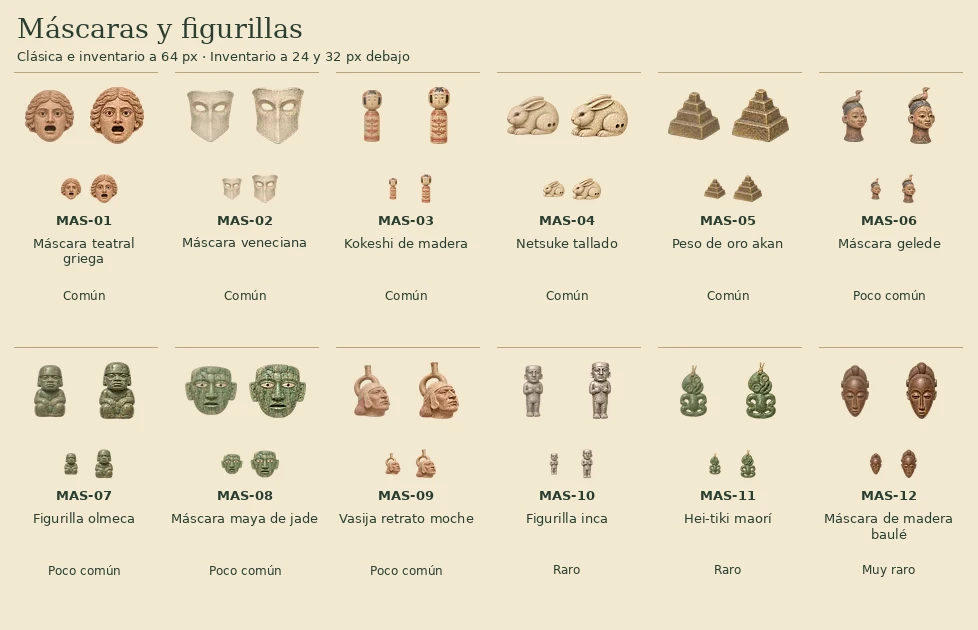 Máscaras y figurillas
Clásica e inventario a 64 px · Inventario a 24 y 32 px debajo
MAS-01
Máscara teatral
griega
Común
MAS-02
Máscara veneciana
Común
MAS-03
Kokeshi de madera
Común
MAS-04
Netsuke tallado
Común
MAS-05
Peso de oro akan
Común
MAS-06
Máscara gelede
Poco común
MAS-07
Figurilla olmeca
Poco común
MAS-08
Máscara maya de jade
Poco común
MAS-09
Vasija retrato moche
Poco común
MAS-10
Figurilla inca
Raro
MAS-11
Hei-tiki maorí
Raro
MAS-12
Máscara de madera
baulé
Muy raro